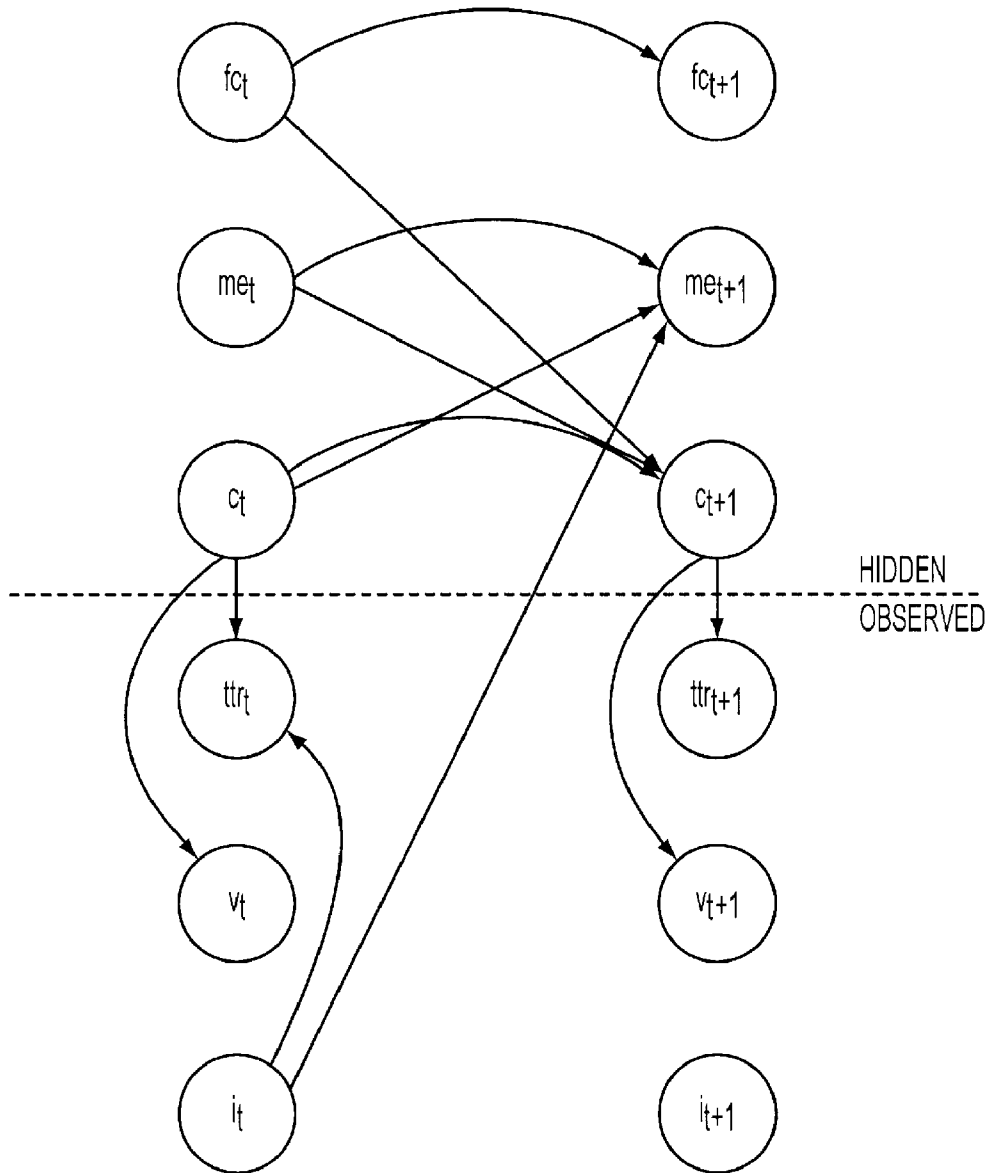 fct
fct+1
met
met+1
ct
ct+1
HIDDEN
OBSERVED
ttrt
ttrt+1
vt
vt+1
it
it+1